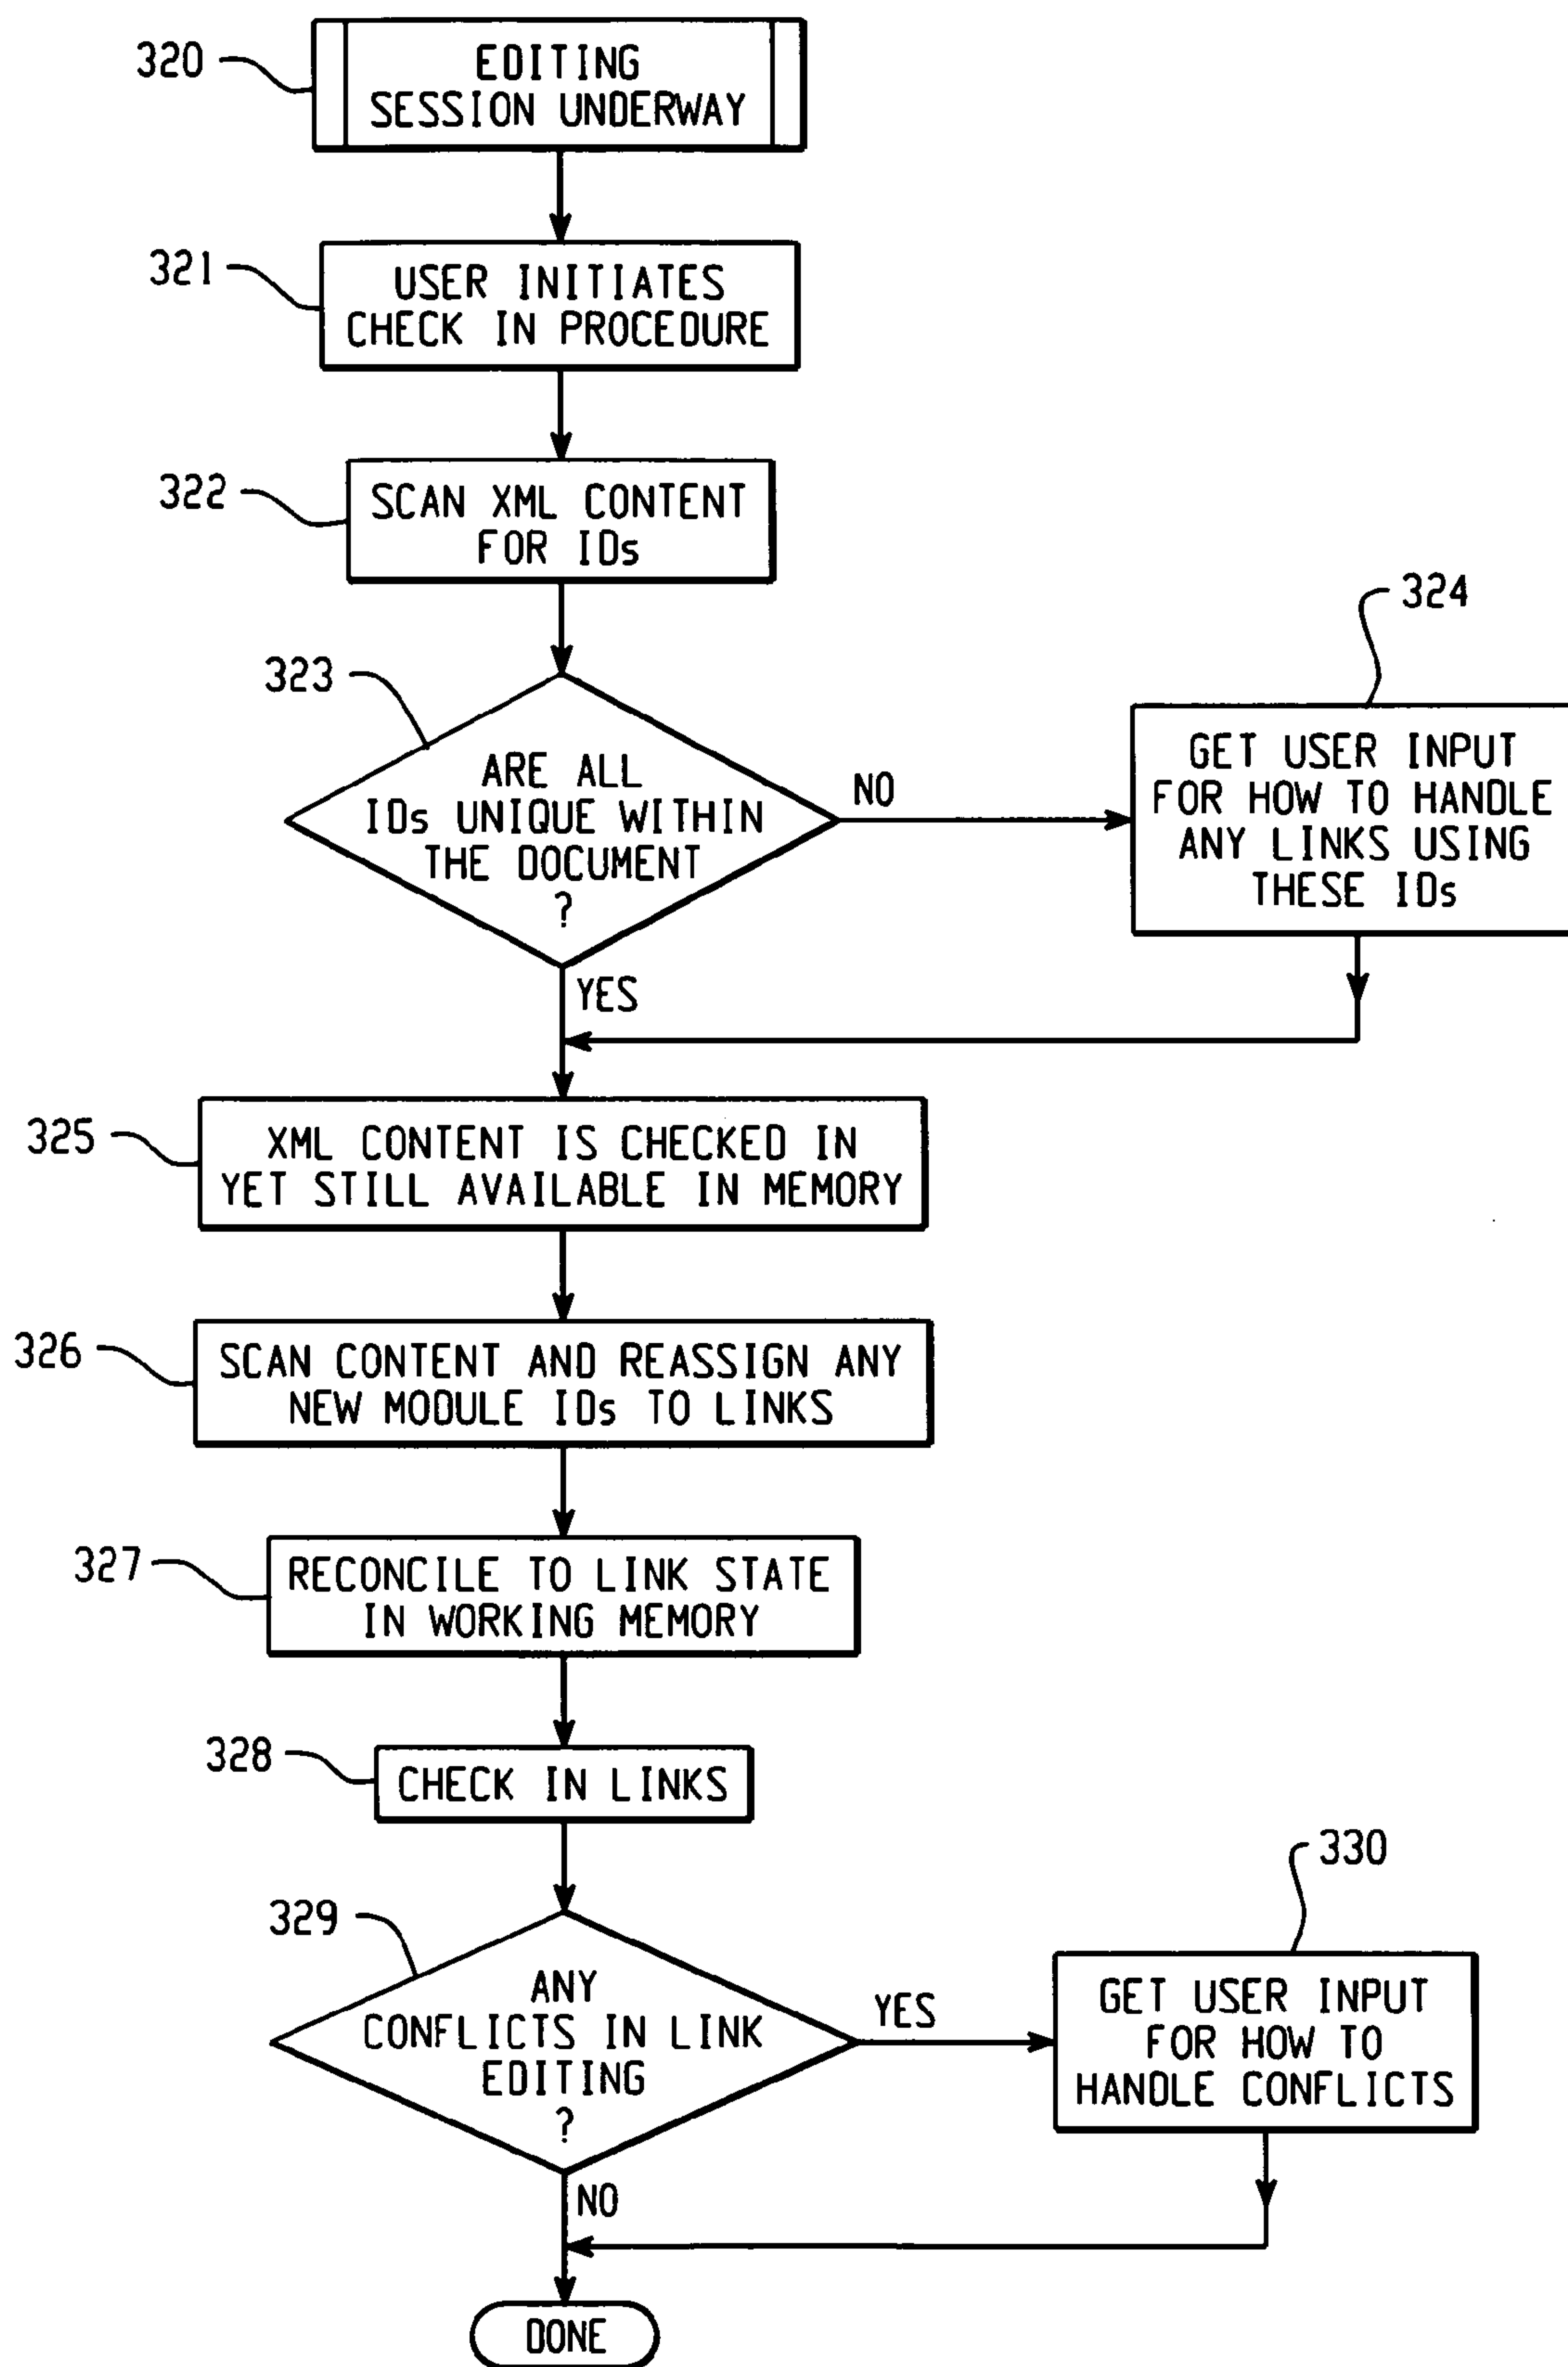 320
EDITING
SESSION UNDERWAY
321
USER INITIATES
CHECK IN PROCEDURE
322
SCAN XML CONTENT
FOR IDs
323
ARE ALL
IDs UNIQUE WITHIN
THE DOCUMENT
?
NO
324
GET USER INPUT
FOR HOW TO HANDLE
ANY LINKS USING
THESE IDs
YES
325
XML CONTENT IS CHECKED IN
YET STILL AVAILABLE IN MEMORY
326
SCAN CONTENT AND REASSIGN ANY
NEW MODULE IDs TO LINKS
327
RECONCILE TO LINK STATE
IN WORKING MEMORY
328
CHECK IN LINKS
329
ANY
CONFLICTS IN LINK
EDITING
?
YES
330
GET USER INPUT
FOR HOW TO
HANDLE CONFLICTS
NO
DONE